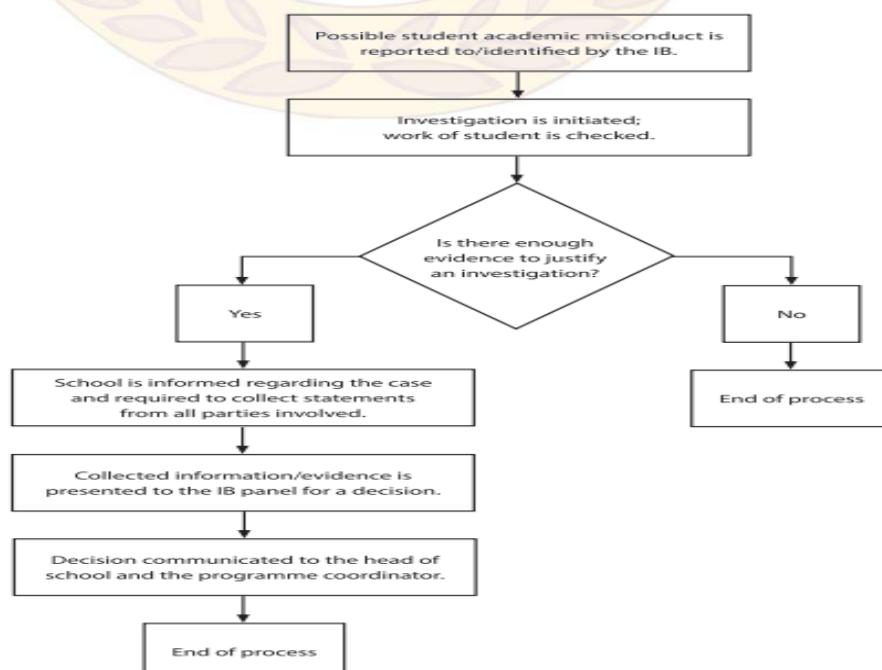 Possible student academic misconduct is
reported to/identified by the IB.
Investigation is initiated;
work of student is checked.
Is there enough
evidence to justify
an investigation?
Yes
No
School is informed regarding the case
and required to collect statements
from all parties involved.
End of process
Collected information/evidence is
presented to the IB panel for a decision.
Decision communicated to the head of
school and the programme coordinator.
End of process